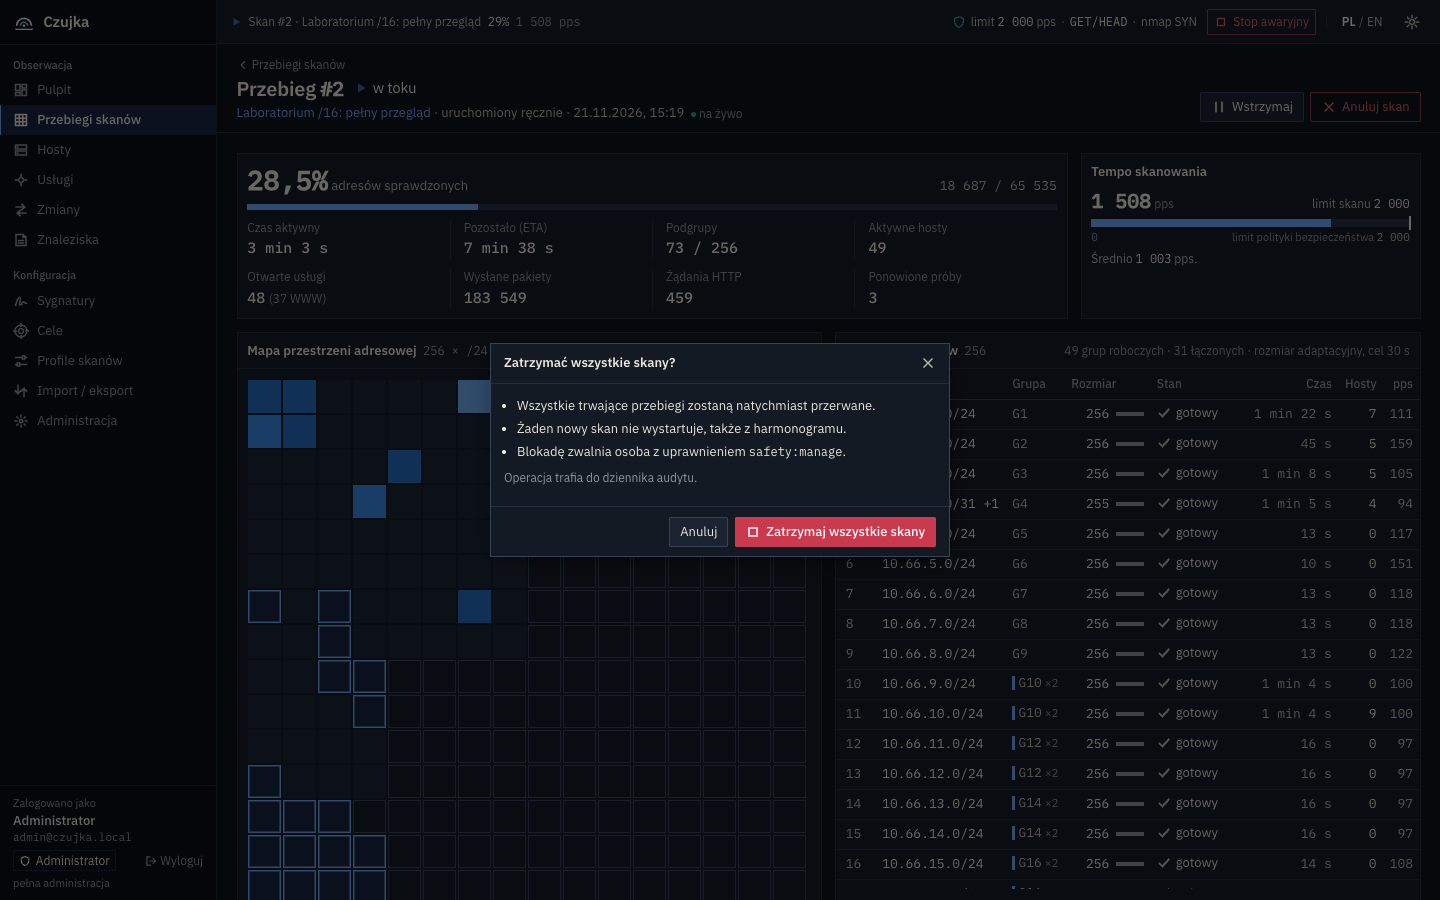 Czujka
Skan #2 · Laboratorium /16: pełny przegląd 29% 1 508 pps
limit 2 000 pps · GET/HEAD · nmap SYN
Stop awaryjny
PL / EN
Obserwacja
Pulpit
Przebiegi skanów
Hosty
Usługi
Zmiany
Znaleziska
Konfiguracja
Sygnatury
Cele
Profile skanów
Import / eksport
Administracja
Zalogowano jako
Administrator
admin@czujka.local
Administrator
Wyloguj
pełna administracja
Przebiegi skanów
Przebieg #2 w toku
Laboratorium /16: pełny przegląd · uruchomiony ręcznie · 21.11.2026, 15:19 na żywo
Wstrzymaj
Anuluj skan
28,5% adresów sprawdzonych 18 687 / 65 535
Czas aktywny
3 min 3 s
Pozostało (ETA)
7 min 38 s
Podgrupy
73 / 256
Aktywne hosty
49
Otwarte usługi
48 (37 WWW)
Wysłane pakiety
183 549
Żądania HTTP
459
Ponowione próby
3
Tempo skanowania
1 508 pps limit skanu 2 000
0 limit polityki bezpieczeństwa 2 000
Średnio 1 003 pps.
Mapa przestrzeni adresowej 256 × /24
Zatrzymać wszystkie skany?
Wszystkie trwające przebiegi zostaną natychmiast przerwane.
Żaden nowy skan nie wystartuje, także z harmonogramu.
Blokadę zwalnia osoba z uprawnieniem safety:manage.
Operacja trafia do dziennika audytu.
Anuluj
Zatrzymaj wszystkie skany
w 256 49 grup roboczych · 31 łączonych · rozmiar adaptacyjny, cel 30 s
Grupa Rozmiar Stan Czas Hosty pps
0/24 G1 256 gotowy 1 min 22 s 7 111
0/24 G2 256 gotowy 45 s 5 159
0/24 G3 256 gotowy 1 min 8 s 5 105
0/31 +1 G4 255 gotowy 1 min 5 s 4 94
0/24 G5 256 gotowy 13 s 0 117
6 10.66.5.0/24 G6 256 gotowy 10 s 0 151
7 10.66.6.0/24 G7 256 gotowy 13 s 0 118
8 10.66.7.0/24 G8 256 gotowy 13 s 0 118
9 10.66.8.0/24 G9 256 gotowy 13 s 0 122
10 10.66.9.0/24 G10 ×2 256 gotowy 1 min 4 s 0 100
11 10.66.10.0/24 G10 ×2 256 gotowy 1 min 4 s 9 100
12 10.66.11.0/24 G12 ×2 256 gotowy 16 s 0 97
13 10.66.12.0/24 G12 ×2 256 gotowy 16 s 0 97
14 10.66.13.0/24 G14 ×2 256 gotowy 16 s 0 97
15 10.66.14.0/24 G14 ×2 256 gotowy 16 s 0 97
16 10.66.15.0/24 G16 ×2 256 gotowy 14 s 0 108